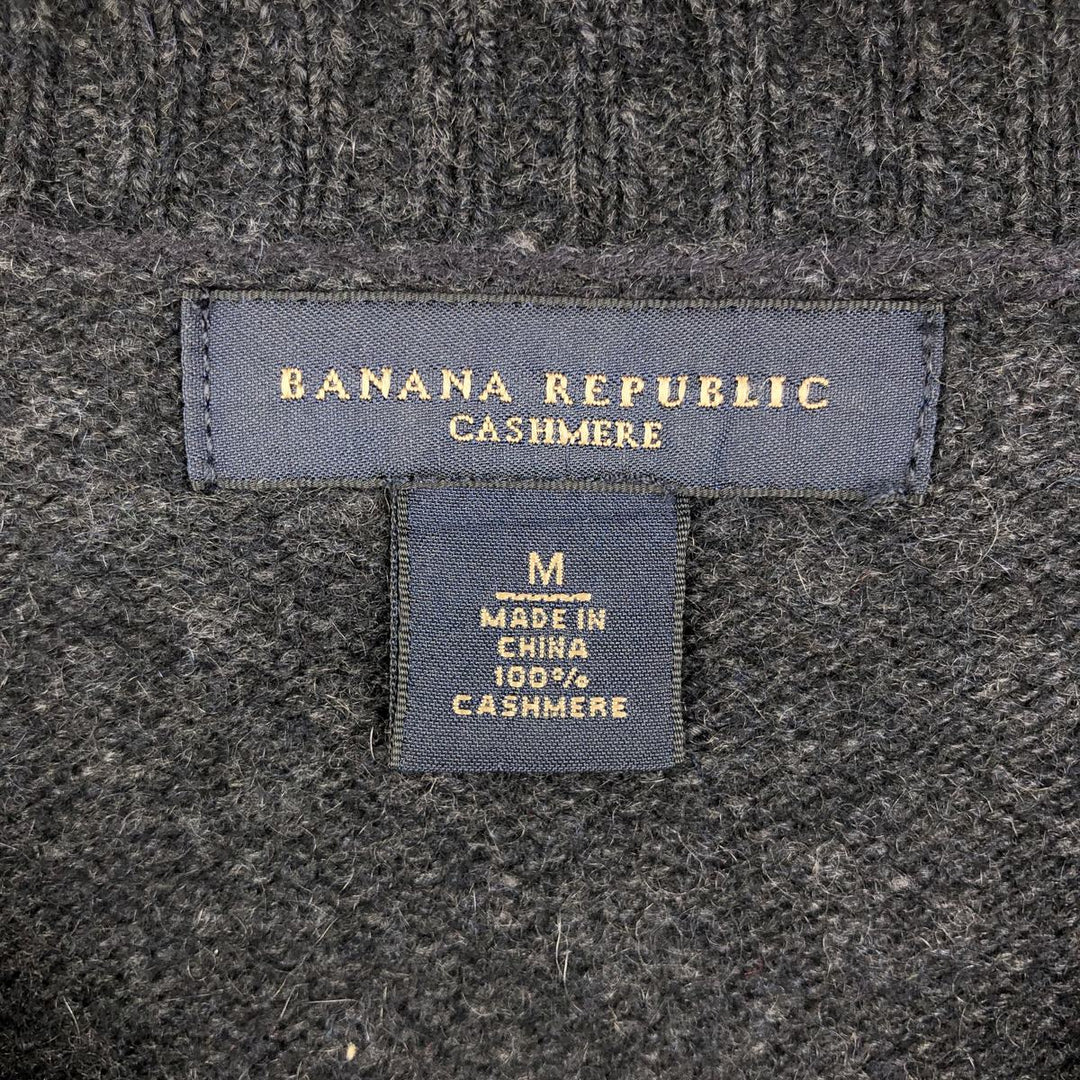 BANANA REPUBLIC
CASHMERE
M
MADE IN
CHINA
100%
CASHMERE